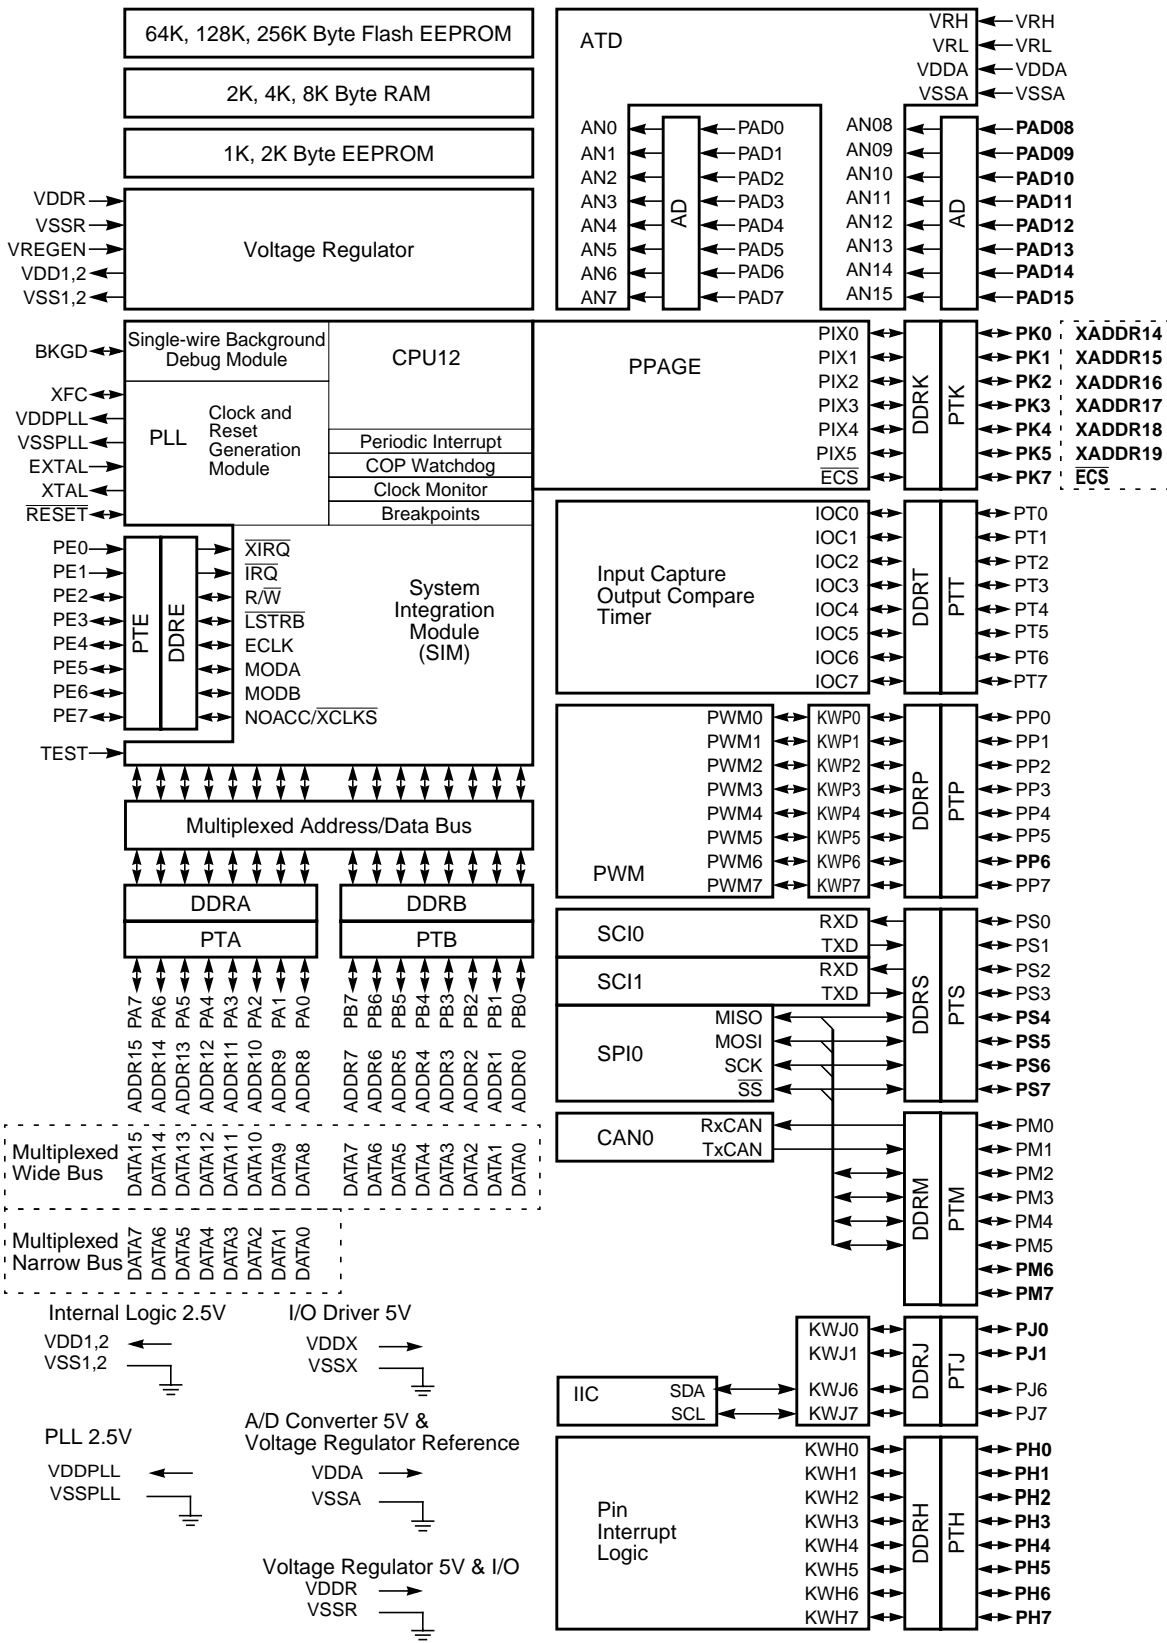 64K, 128K, 256K Byte Flash EEPROM
2K, 4K, 8K Byte RAM
1K, 2K Byte EEPROM
VDDR
VSSR
VREGEN
VDD1,2
VSS1,2
Voltage Regulator
BKGD
XFC
VDDPLL
VSSPLL
EXTAL
XTAL
RESET
Single-wire Background
Debug Module
CPU12
PLL
Clock and
Reset
Generation
Module
Periodic Interrupt
COP Watchdog
Clock Monitor
Breakpoints
PE0
PE1
PE2
PE3
PE4
PE5
PE6
PE7
TEST
PTE
DDRE
XIRQ
IRQ
R/W
LSTRB
ECLK
MODA
MODB
NOACC/XCLKS
System
Integration
Module
(SIM)
Multiplexed Address/Data Bus
DDRA
DDRB
PTA
PTB
PA7 PA6 PA5 PA4 PA3 PA2 PA1 PA0 PB7 PB6 PB5 PB4 PB3 PB2 PB1 PB0
ADDR15 ADDR14 ADDR13 ADDR12 ADDR11 ADDR10 ADDR9 ADDR8 ADDR7 ADDR6 ADDR5 ADDR4 ADDR3 ADDR2 ADDR1 ADDR0
Multiplexed
Wide Bus
DATA15 DATA14 DATA13 DATA12 DATA11 DATA10 DATA9 DATA8 DATA7 DATA6 DATA5 DATA4 DATA3 DATA2 DATA1 DATA0
Multiplexed
Narrow Bus
DATA7 DATA6 DATA5 DATA4 DATA3 DATA2 DATA1 DATA0
Internal Logic 2.5V
VDD1,2
VSS1,2
I/O Driver 5V
VDDX
VSSX
PLL 2.5V
VDDPLL
VSSPLL
A/D Converter 5V &
Voltage Regulator Reference
VDDA
VSSA
Voltage Regulator 5V & I/O
VDDR
VSSR
ATD
VRH VRH
VRL VRL
VDDA VDDA
VSSA VSSA
AN0 PAD0
AN1 PAD1
AN2 PAD2
AN3 PAD3
AN4 PAD4
AN5 PAD5
AN6 PAD6
AN7 PAD7
AD
AN08 PAD08
AN09 PAD09
AN10 PAD10
AN11 PAD11
AN12 PAD12
AN13 PAD13
AN14 PAD14
AN15 PAD15
AD
PPAGE
PIX0 PK0 XADDR14
PIX1 PK1 XADDR15
PIX2 PK2 XADDR16
PIX3 PK3 XADDR17
PIX4 PK4 XADDR18
PIX5 PK5 XADDR19
ECS PK7 ECS
DDRK
PTK
Input Capture
Output Compare
Timer
IOC0 PT0
IOC1 PT1
IOC2 PT2
IOC3 PT3
IOC4 PT4
IOC5 PT5
IOC6 PT6
IOC7 PT7
DDRT
PTT
PWM
PWM0 KWP0 PP0
PWM1 KWP1 PP1
PWM2 KWP2 PP2
PWM3 KWP3 PP3
PWM4 KWP4 PP4
PWM5 KWP5 PP5
PWM6 KWP6 PP6
PWM7 KWP7 PP7
DDRP
PTP
SCI0
RXD PS0
TXD PS1
SCI1
RXD PS2
TXD PS3
SPI0
MISO PS4
MOSI PS5
SCK PS6
SS PS7
DDRS
PTS
CAN0
RxCAN PM0
TxCAN PM1
PM2
PM3
PM4
PM5
PM6
PM7
DDRM
PTM
KWJ0 PJ0
KWJ1 PJ1
IIC
SDA KWJ6 PJ6
SCL KWJ7 PJ7
DDRJ
PTJ
Pin
Interrupt
Logic
KWH0 PH0
KWH1 PH1
KWH2 PH2
KWH3 PH3
KWH4 PH4
KWH5 PH5
KWH6 PH6
KWH7 PH7
DDRH
PTH